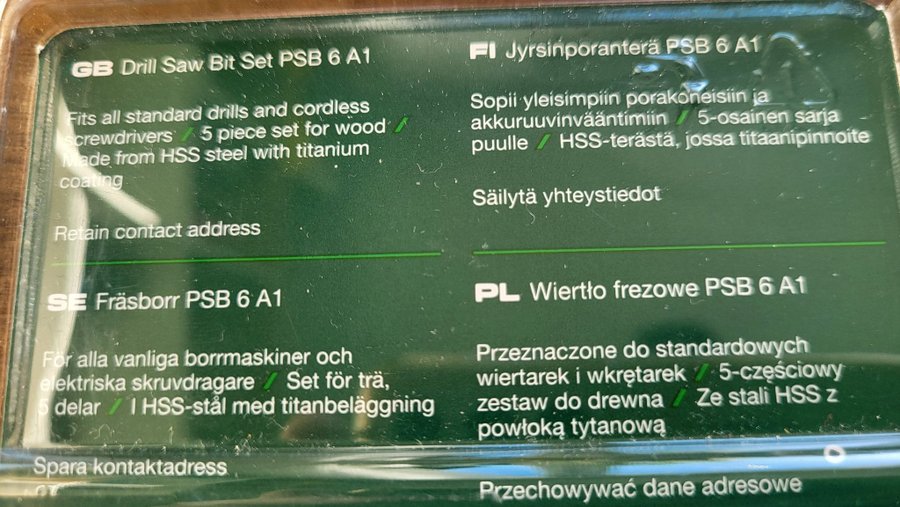 GB Drill Saw Bit Set PSB 6 A1
Fits all standard drills and cordless
screwdrivers / 5 piece set for wood /
Made from HSS steel with titanium
coating
Retain contact address
FI Jyrsinporanterä PSB 6 A1
Sopii yleisimpiin porakoneisiin ja
akkuruuvinvääntimiin / 5-osainen sarja
puulle / HSS-terästä, jossa titaanipinnoite
Säilytä yhteystiedot
SE Fräsborr PSB 6 A1
För alla vanliga borrmaskiner och
elektriska skruvdragare / Set för trä,
5 delar / I HSS-stål med titanbeläggning
Spara kontaktadress
PL Wiertło frezowe PSB 6 A1
Przeznaczone do standardowych
wiertarek i wkrętarek / 5-częściowy
zestaw do drewna / Ze stali HSS z
powłoką tytanową
Przechowywać dane adresowe